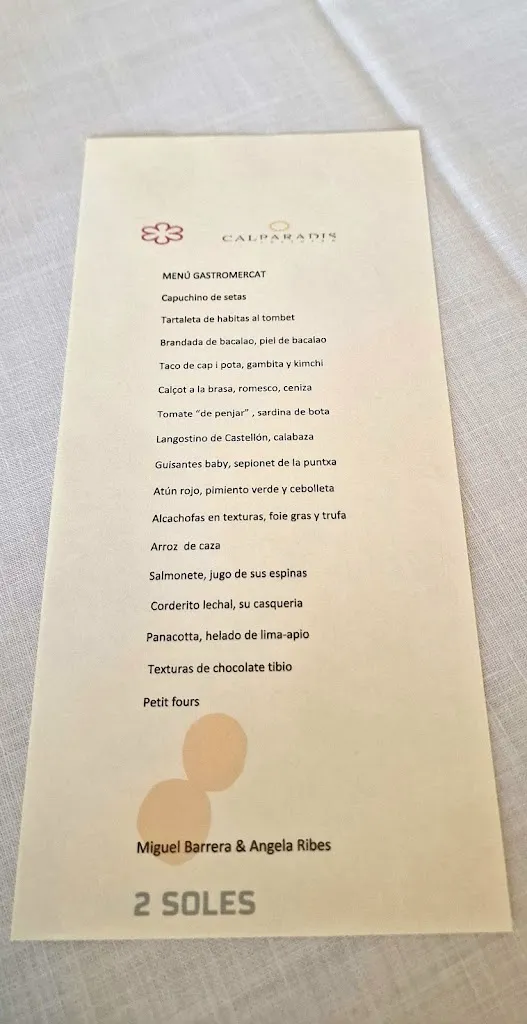 CALPARADIS
MENÚ GASTROMERCAT
Capuchino de setas
Tartaleta de habitas al tombet
Brandada de bacalao, piel de bacalao
Taco de cap i pota, gambita y kimchi
Calçot a la brasa, romesco, ceniza
Tomate “de penjar” , sardina de bota
Langostino de Castellón, calabaza
Guisantes baby, sepionet de la puntxa
Atún rojo, pimiento verde y cebolleta
Alcachofas en texturas, foie gras y trufa
Arroz de caza
Salmonete, jugo de sus espinas
Corderito lechal, su casqueria
Panacotta, helado de lima-apio
Texturas de chocolate tibio
Petit fours
Miguel Barrera & Angela Ribes
2 SOLES